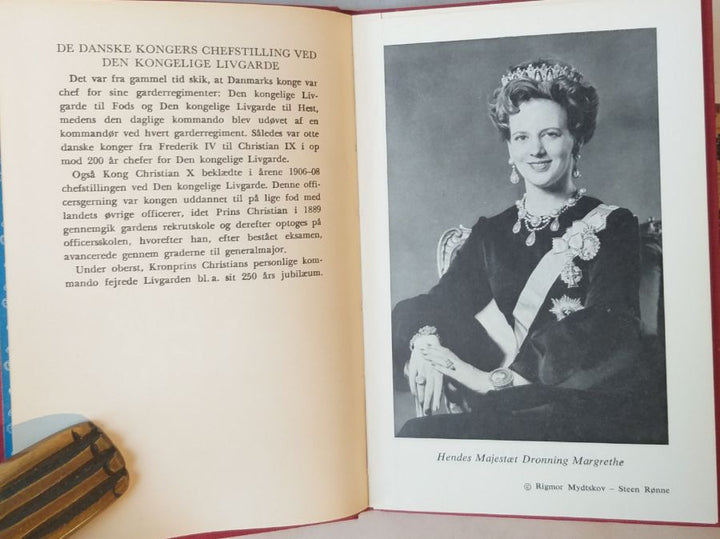 DE DANSKE KONGERS CHEFSTILLING VED
DEN KONGELIGE LIVGARDE
Det var fra gammel tid skik, at Danmarks konge var
chef for sine garderregimenter: Den kongelige Liv-
garde til Fods og Den kongelige Livgarde til Hest,
medens den daglige kommando blev udøvet af en
kommandør ved hvert garderregiment. Således var otte
danske konger fra Frederik IV til Christian IX i op
mod 200 år chefer for Den kongelige Livgarde.
Også Kong Christian X beklædte i årene 1906-08
chefstillingen ved Den kongelige Livgarde. Denne offi-
cersgerning var kongen uddannet til på lige fod med
landets øvrige officerer, idet Prins Christian i 1889
gennemgik gardens rekrutskole og derefter optoges på
officersskolen, hvorefter han, efter bestået eksamen,
avancerede gennem graderne til generalmajor.
Under oberst, Kronprins Christians personlige kom-
mando fejrede Livgarden bl. a. sit 250 års jubilæum.
Hendes Majestæt Dronning Margrethe
© Rigmor Mydtskov – Steen Rønne